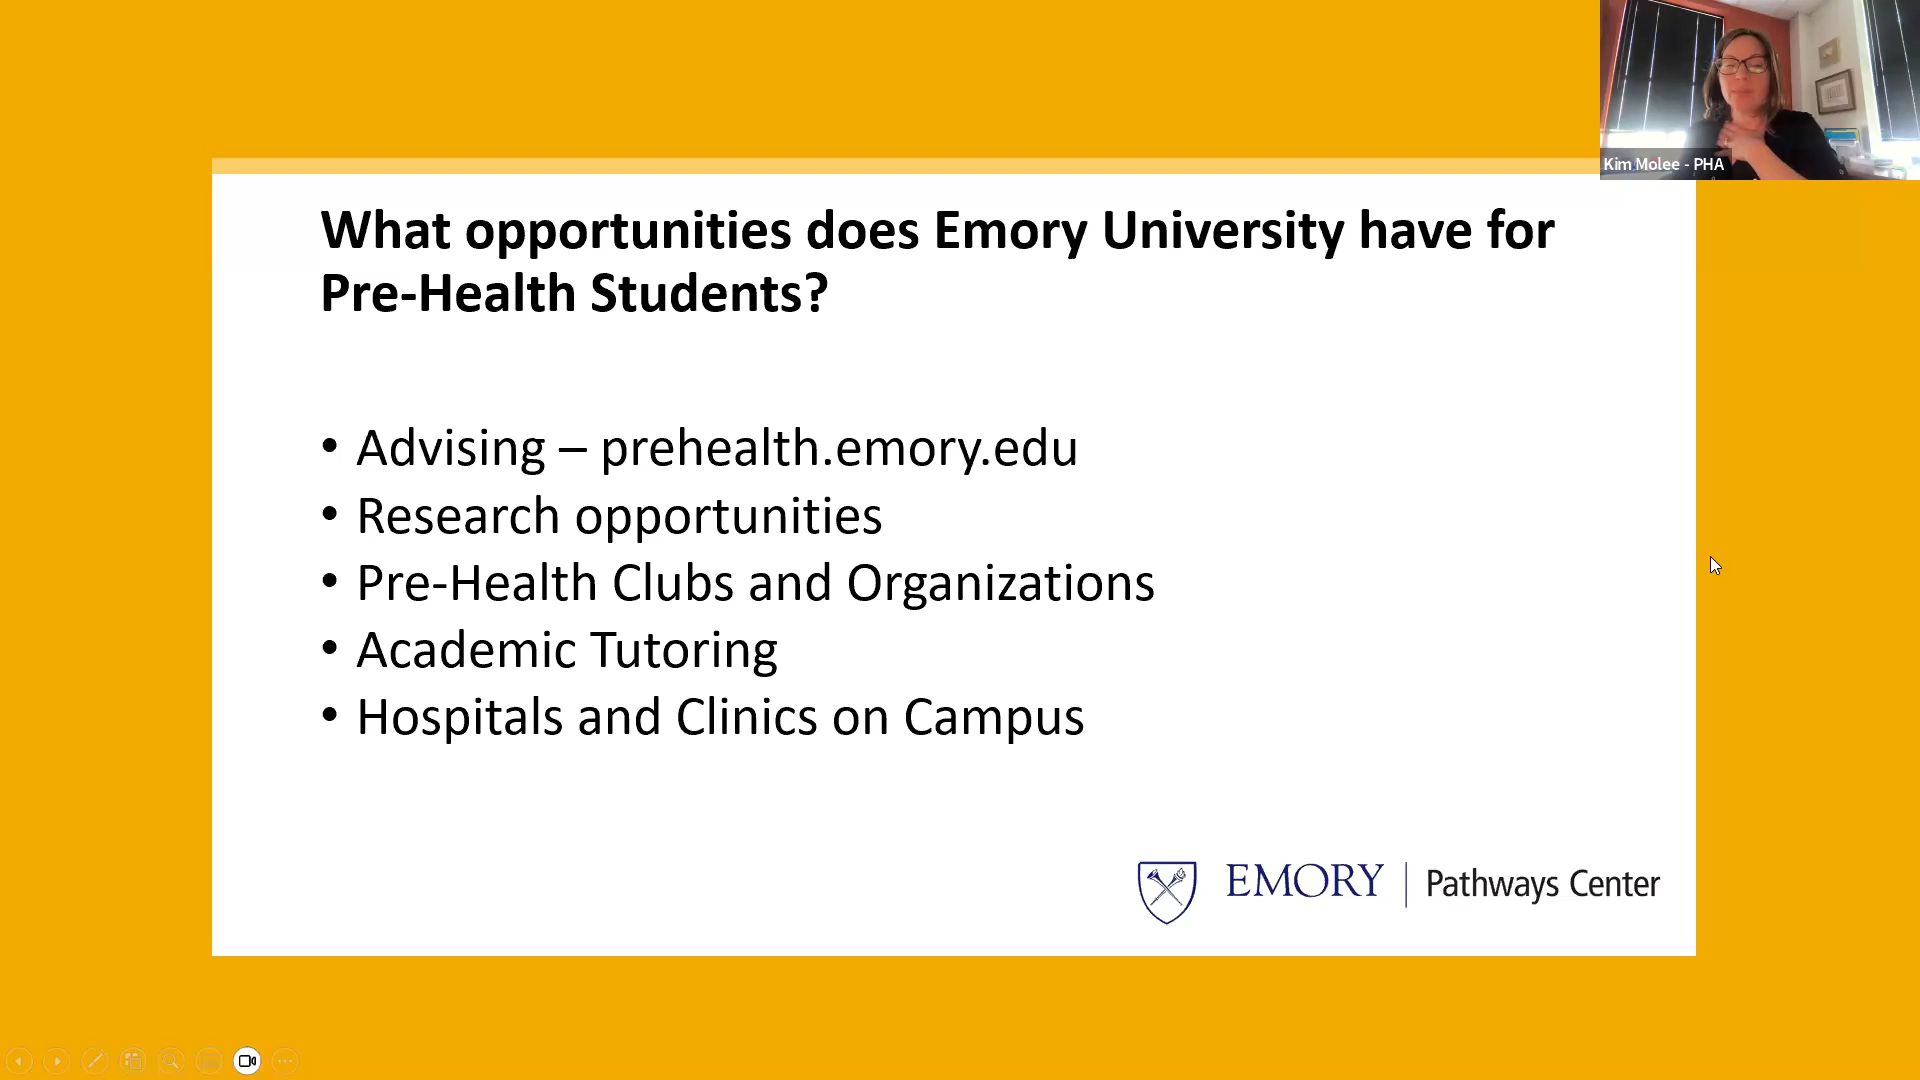 Kim Molee - PHA
What opportunities does Emory University have for
Pre-Health Students?
• Advising – prehealth.emory.edu
• Research opportunities
• Pre-Health Clubs and Organizations
• Academic Tutoring
• Hospitals and Clinics on Campus
EMORY | Pathways Center